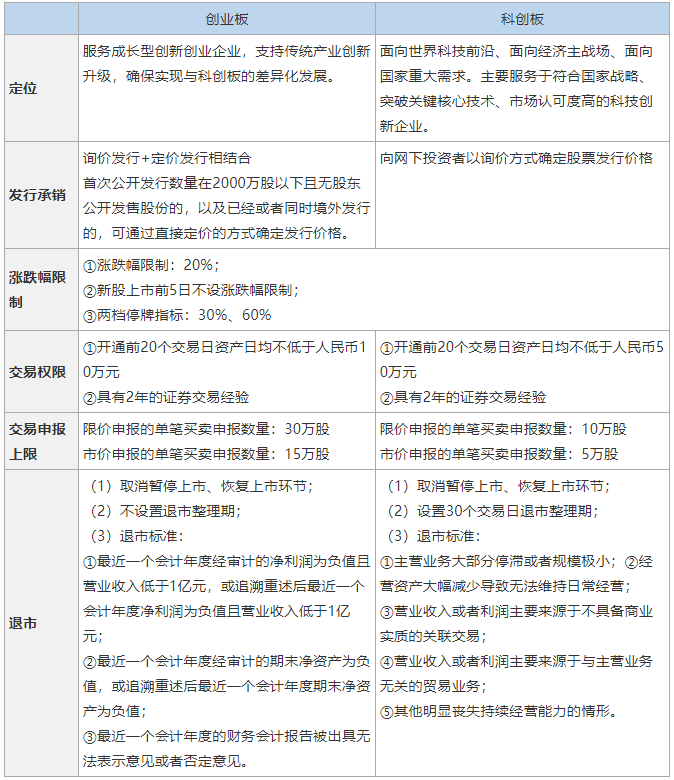 创业板
科创板
定位
服务成长型创新创业企业，支持传统产业创新
升级，确保实现与科创板的差异化发展。
面向世界科技前沿、面向经济主战场、面向
国家重大需求。主要服务于符合国家战略、
突破关键核心技术、市场认可度高的科技创
新企业。
发行承销
询价发行+定价发行相结合
首次公开发行数量在2000万股以下且无股东
公开发售股份的，以及已经或者同时境外发行
的，可通过直接定价的方式确定发行价格。
向网下投资者以询价方式确定股票发行价格
涨跌幅限
制
①涨跌幅限制：20%；
②新股上市前5日不设涨跌幅限制；
③两档停牌指标：30%、60%
交易权限
①开通前20个交易日资产日均不低于人民币1
0万元
②具有2年的证券交易经验
①开通前20个交易日资产日均不低于人民币5
0万元
②具有2年的证券交易经验
交易申报
上限
限价申报的单笔买卖申报数量：30万股
市价申报的单笔买卖申报数量：15万股
限价申报的单笔买卖申报数量：10万股
市价申报的单笔买卖申报数量：5万股
退市
（1）取消暂停上市、恢复上市环节；
（2）不设置退市整理期；
（3）退市标准：
①最近一个会计年度经审计的净利润为负值且
营业收入低于1亿元，或追溯重述后最近一个
会计年度净利润为负值且营业收入低于1亿
元；
②最近一个会计年度经审计的期末净资产为负
值，或追溯重述后最近一个会计年度期末净资
产为负值；
③最近一个会计年度的财务会计报告被出具无
法表示意见或者否定意见。
（1）取消暂停上市、恢复上市环节；
（2）设置30个交易日退市整理期；
（3）退市标准：
①主营业务大部分停滞或者规模极小；②经
营资产大幅减少导致无法维持日常经营；
③营业收入或者利润主要来源于不具备商业
实质的关联交易；
④营业收入或者利润主要来源于与主营业务
无关的贸易业务；
⑤其他明显丧失持续经营能力的情形。